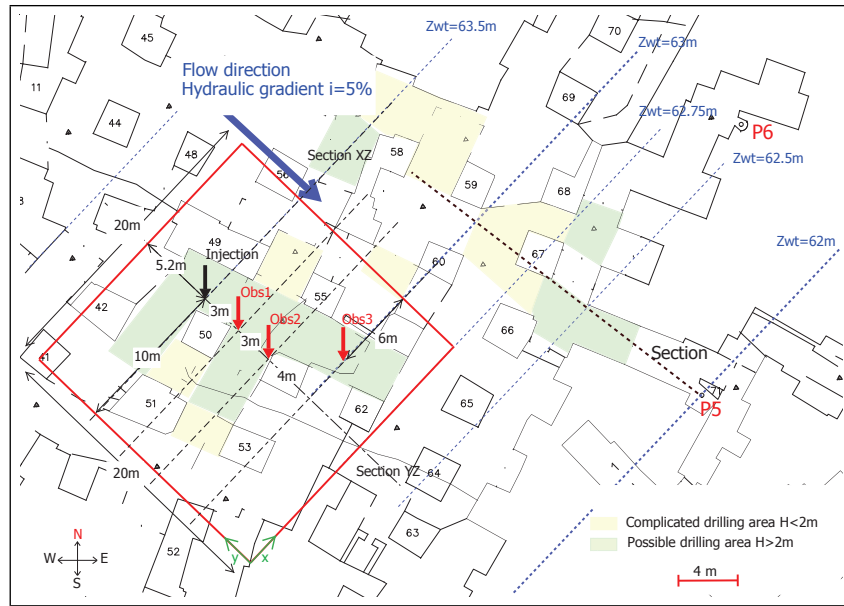 70
Zwt=63.5m
45
Zwt=63m
Flow direction
Hydraulic gradient i=5%
11
69
Zwt=62.75m
44
P6
48
Section XZ
58
Zwt=62.5m
56
59
68
20m
Zwt=62m
49
67
5.2m
Injection
60
42
Obs1
55
3m
50
Obs2
Obs3
66
3m
6m
41
10m
Section
4m
71
51
62
65
P5
53
20m
Section YZ
64
1
63
Complicated drilling area H<2m
Possible drilling area H>2m
N
52
W
E
y
x
S
4 m